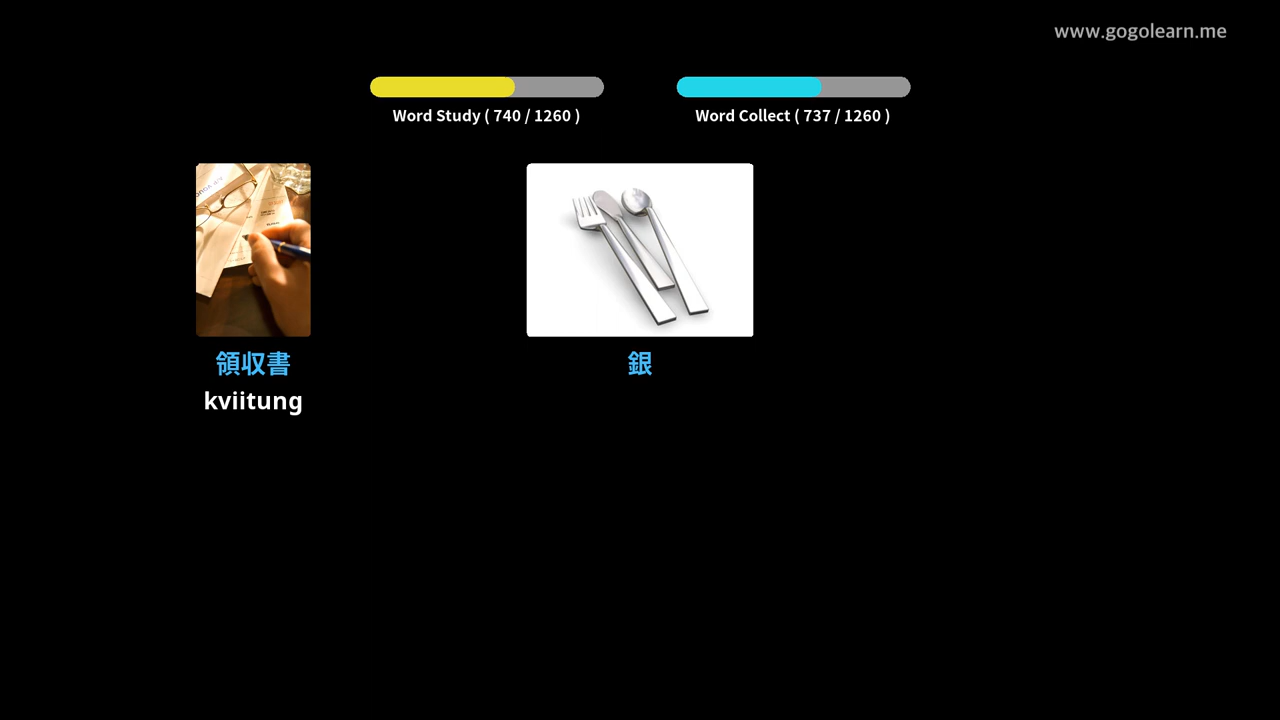 www.gogolearn.me
Word Study ( 740 / 1260 )
Word Collect ( 737 / 1260 )
領収書
kviitung
銀